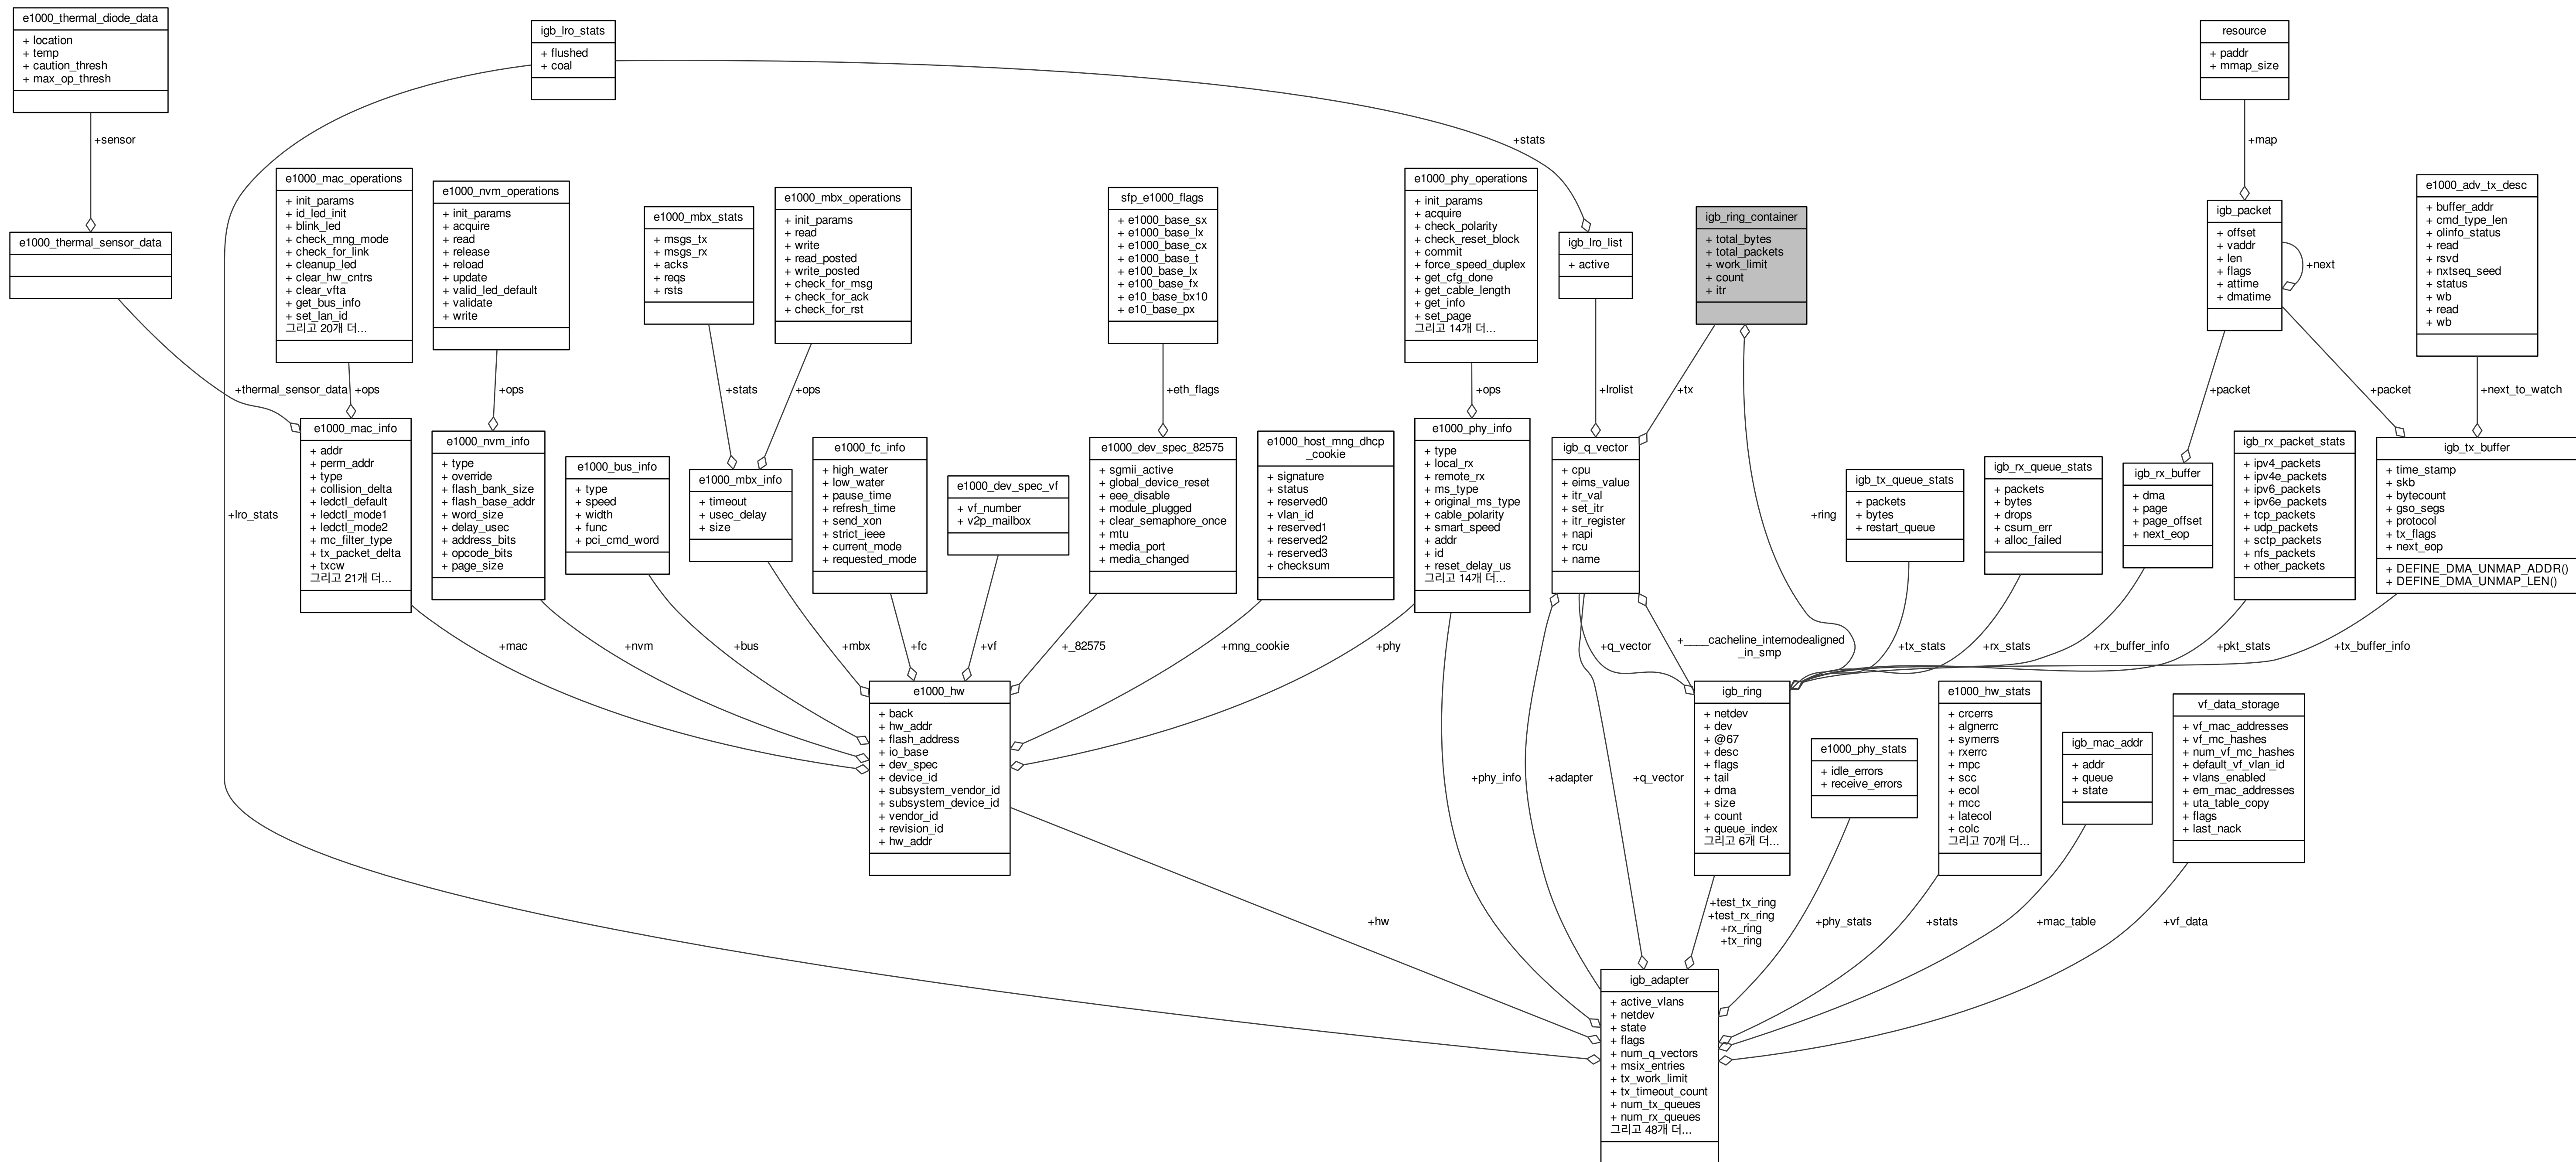 e1000_thermal_diode_data
+ location
+ temp
+ caution_thresh
+ max_op_thresh
igb_lro_stats
+ flushed
+ coal
resource
+ paddr
+ mmap_size
+sensor
+stats
+map
e1000_thermal_sensor_data
e1000_mac_operations
+ init_params
+ id_led_init
+ blink_led
+ check_mng_mode
+ check_for_link
+ cleanup_led
+ clear_hw_cntrs
+ clear_vfta
+ get_bus_info
+ set_lan_id
그리고 20개 더...
e1000_nvm_operations
+ init_params
+ acquire
+ read
+ release
+ reload
+ update
+ valid_led_default
+ validate
+ write
e1000_mbx_stats
+ msgs_tx
+ msgs_rx
+ acks
+ reqs
+ rsts
e1000_mbx_operations
+ init_params
+ read
+ write
+ read_posted
+ write_posted
+ check_for_msg
+ check_for_ack
+ check_for_rst
sfp_e1000_flags
+ e1000_base_sx
+ e1000_base_lx
+ e1000_base_cx
+ e1000_base_t
+ e100_base_lx
+ e100_base_fx
+ e10_base_bx10
+ e10_base_px
e1000_phy_operations
+ init_params
+ acquire
+ check_polarity
+ check_reset_block
+ commit
+ force_speed_duplex
+ get_cfg_done
+ get_cable_length
+ get_info
+ set_page
그리고 14개 더...
igb_lro_list
+ active
igb_ring_container
+ total_bytes
+ total_packets
+ work_limit
+ count
+ itr
igb_packet
+ offset
+ vaddr
+ len
+ flags
+ attime
+ dmatime
+next
e1000_adv_tx_desc
+ buffer_addr
+ cmd_type_len
+ olinfo_status
+ read
+ rsvd
+ nxtseq_seed
+ status
+ wb
+ read
+ wb
+thermal_sensor_data
+ops
+ops
+stats
+ops
+eth_flags
+ops
+lrolist
+tx
+packet
+packet
+next_to_watch
+lro_stats
e1000_mac_info
+ addr
+ perm_addr
+ type
+ collision_delta
+ ledctl_default
+ ledctl_mode1
+ ledctl_mode2
+ mc_filter_type
+ tx_packet_delta
+ txcw
그리고 21개 더...
e1000_nvm_info
+ type
+ override
+ flash_bank_size
+ flash_base_addr
+ word_size
+ delay_usec
+ address_bits
+ opcode_bits
+ page_size
e1000_bus_info
+ type
+ speed
+ width
+ func
+ pci_cmd_word
e1000_mbx_info
+ timeout
+ usec_delay
+ size
e1000_fc_info
+ high_water
+ low_water
+ pause_time
+ refresh_time
+ send_xon
+ strict_ieee
+ current_mode
+ requested_mode
e1000_dev_spec_vf
+ vf_number
+ v2p_mailbox
e1000_dev_spec_82575
+ sgmii_active
+ global_device_reset
+ eee_disable
+ module_plugged
+ clear_semaphore_once
+ mtu
+ media_port
+ media_changed
e1000_host_mng_dhcp
_cookie
+ signature
+ status
+ reserved0
+ vlan_id
+ reserved1
+ reserved2
+ reserved3
+ checksum
e1000_phy_info
+ type
+ local_rx
+ remote_rx
+ ms_type
+ original_ms_type
+ cable_polarity
+ smart_speed
+ addr
+ id
+ reset_delay_us
그리고 14개 더...
igb_q_vector
+ cpu
+ eims_value
+ itr_val
+ set_itr
+ itr_register
+ napi
+ rcu
+ name
+ring
igb_tx_queue_stats
+ packets
+ bytes
+ restart_queue
igb_rx_queue_stats
+ packets
+ bytes
+ drops
+ csum_err
+ alloc_failed
igb_rx_buffer
+ dma
+ page
+ page_offset
+ next_eop
igb_rx_packet_stats
+ ipv4_packets
+ ipv4e_packets
+ ipv6_packets
+ ipv6e_packets
+ tcp_packets
+ udp_packets
+ sctp_packets
+ nfs_packets
+ other_packets
igb_tx_buffer
+ time_stamp
+ skb
+ bytecount
+ gso_segs
+ protocol
+ tx_flags
+ next_eop
+ DEFINE_DMA_UNMAP_ADDR()
+ DEFINE_DMA_UNMAP_LEN()
+mac
+nvm
+bus
+mbx
+fc
+vf
+_82575
+mng_cookie
+phy
+q_vector
+____cacheline_internodealigned
_in_smp
+tx_stats
+rx_stats
+rx_buffer_info
+pkt_stats
+tx_buffer_info
e1000_hw
+ back
+ hw_addr
+ flash_address
+ io_base
+ dev_spec
+ device_id
+ subsystem_vendor_id
+ subsystem_device_id
+ vendor_id
+ revision_id
+ hw_addr
+phy_info
+adapter
+q_vector
igb_ring
+ netdev
+ dev
+ @67
+ desc
+ flags
+ tail
+ dma
+ size
+ count
+ queue_index
그리고 6개 더...
e1000_phy_stats
+ idle_errors
+ receive_errors
e1000_hw_stats
+ crcerrs
+ algnerrc
+ symerrs
+ rxerrc
+ mpc
+ scc
+ ecol
+ mcc
+ latecol
+ colc
그리고 70개 더...
igb_mac_addr
+ addr
+ queue
+ state
vf_data_storage
+ vf_mac_addresses
+ vf_mc_hashes
+ num_vf_mc_hashes
+ default_vf_vlan_id
+ vlans_enabled
+ em_mac_addresses
+ uta_table_copy
+ flags
+ last_nack
+hw
+test_tx_ring
+test_rx_ring
+rx_ring
+tx_ring
+phy_stats
+stats
+mac_table
+vf_data
igb_adapter
+ active_vlans
+ netdev
+ state
+ flags
+ num_q_vectors
+ msix_entries
+ tx_work_limit
+ tx_timeout_count
+ num_tx_queues
+ num_rx_queues
그리고 48개 더...